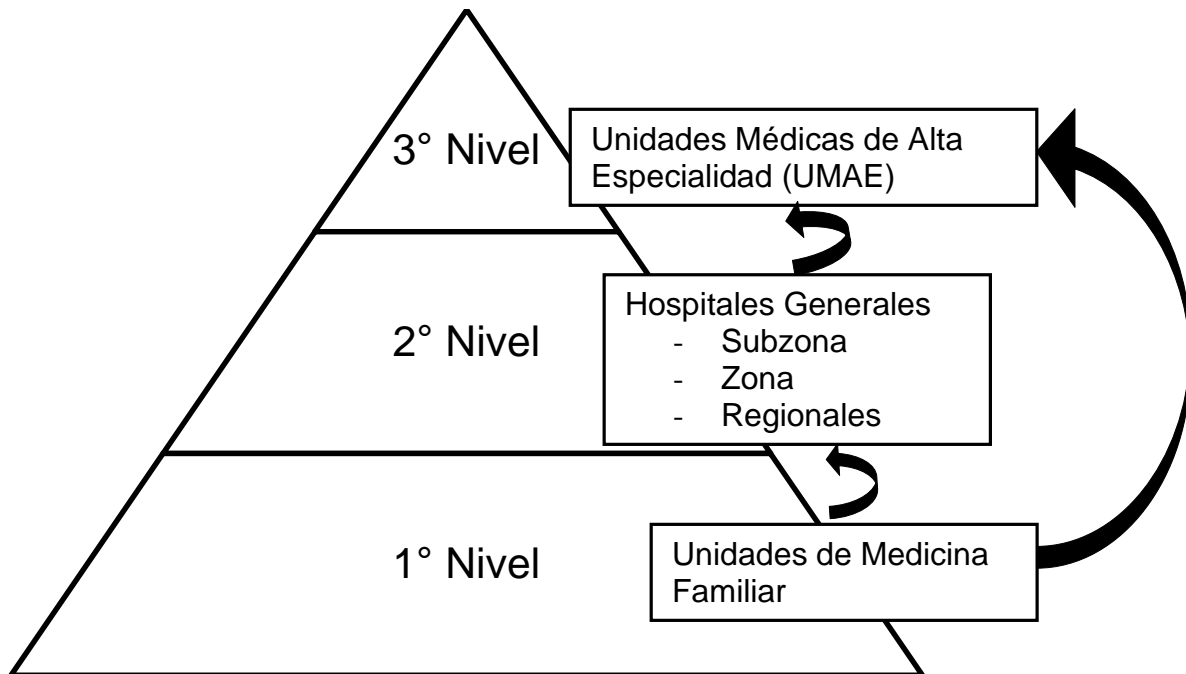 3° Nivel
Unidades Médicas de Alta
Especialidad (UMAE)
2° Nivel
Hospitales Generales
- Subzona
- Zona
- Regionales
1° Nivel
Unidades de Medicina
Familiar